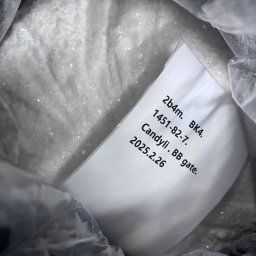 2b4m. BK4.
1451-82-7.
Candyli . BB gate.
2025.2.26